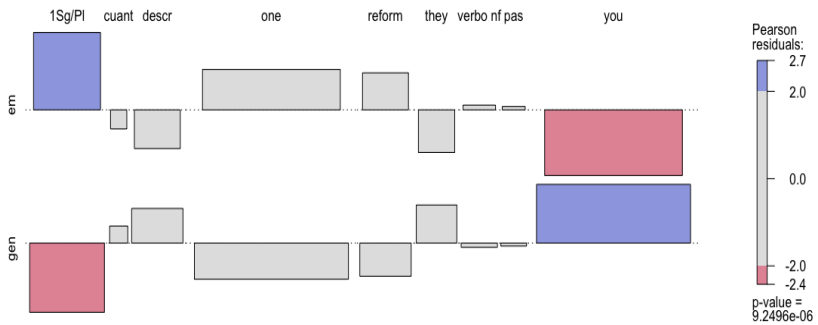 1Sg/Pl cuant descr one reform they verbo nf pas you
em
gen
Pearson
residuals:
2.7
2.0
0.0
-2.0
-2.4
p-value =
9.2496e-06